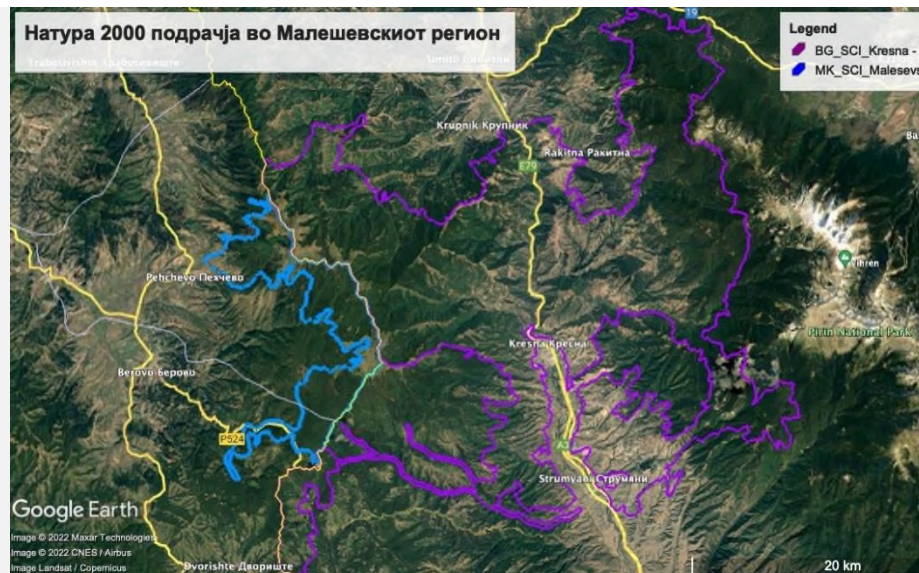 Натура 2000 подрачја во Малешевскиот регион
19
Legend
BG_SCI_Kresna -
MK_SCI_Malesevs
Krupnik Крупник
E79
Rakitna Ракитна
Pehchevo Пехчево
Vihren
Pirin National Park
Kresna Кресна
Berovo Берово
P524
Strumyani Струмяни
Google Earth
Image © 2022 Maxar Technologies
Image © 2022 CNES / Airbus
Image Landsat / Copernicus
Dvorishte Двориште
20 km